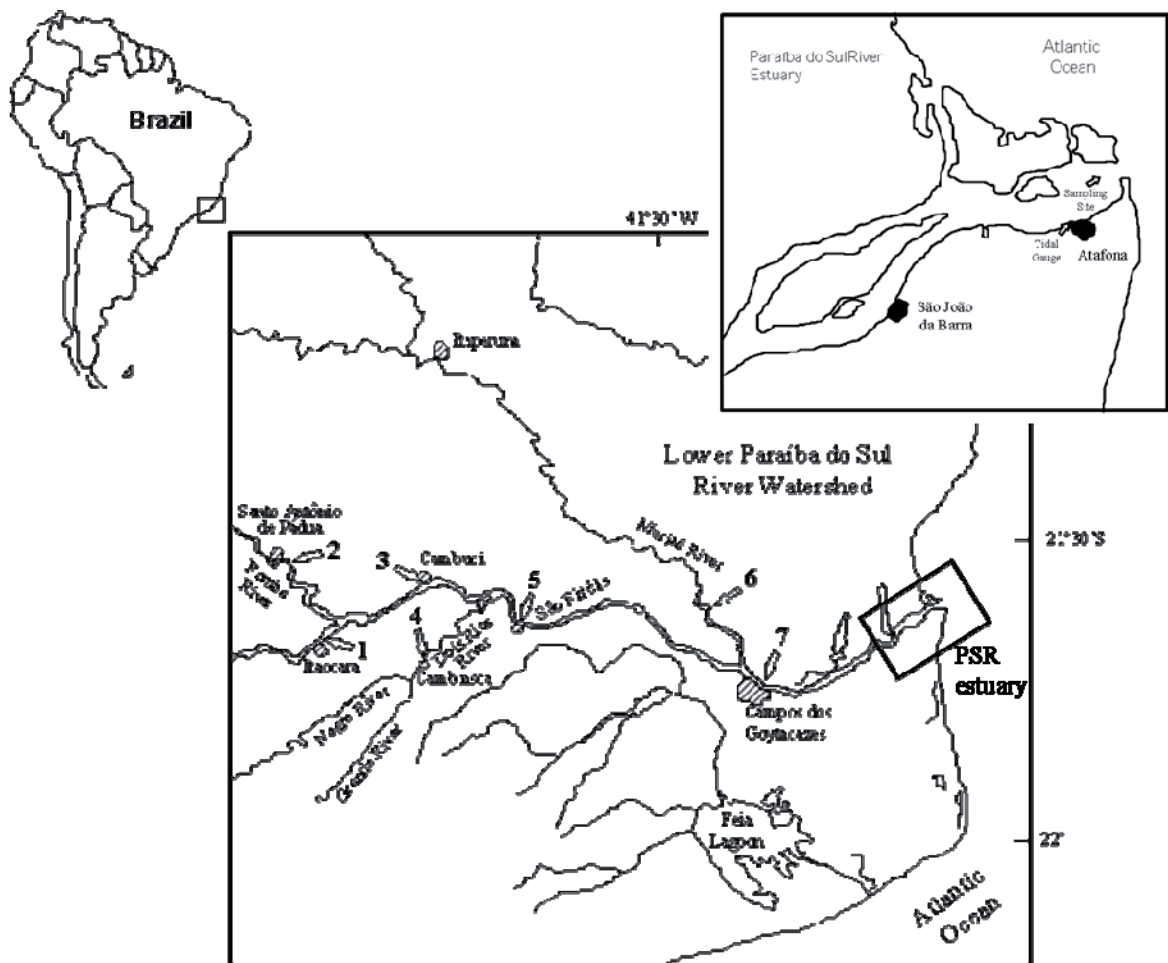 Brazil
Paraíba do Sul River
Estuary
Atlantic
Ocean
Sampling
Site
Tidal
Gauge
Atafona
São João
da Barra
41°30' W
Lower Paraíba do Sul
River Watershed
Santo Antônio
de Pádua
2
Pomba
River
3
Cambuci
5
São Fidélis
Muriaé River
6
21°30'S
1
Itaocara
4
Dois Rios
River
Cambiasca
7
PSR
estuary
Negro River
Grande River
Campos dos
Goytacazes
Feia
Lagoon
22°
Atlantic
Ocean